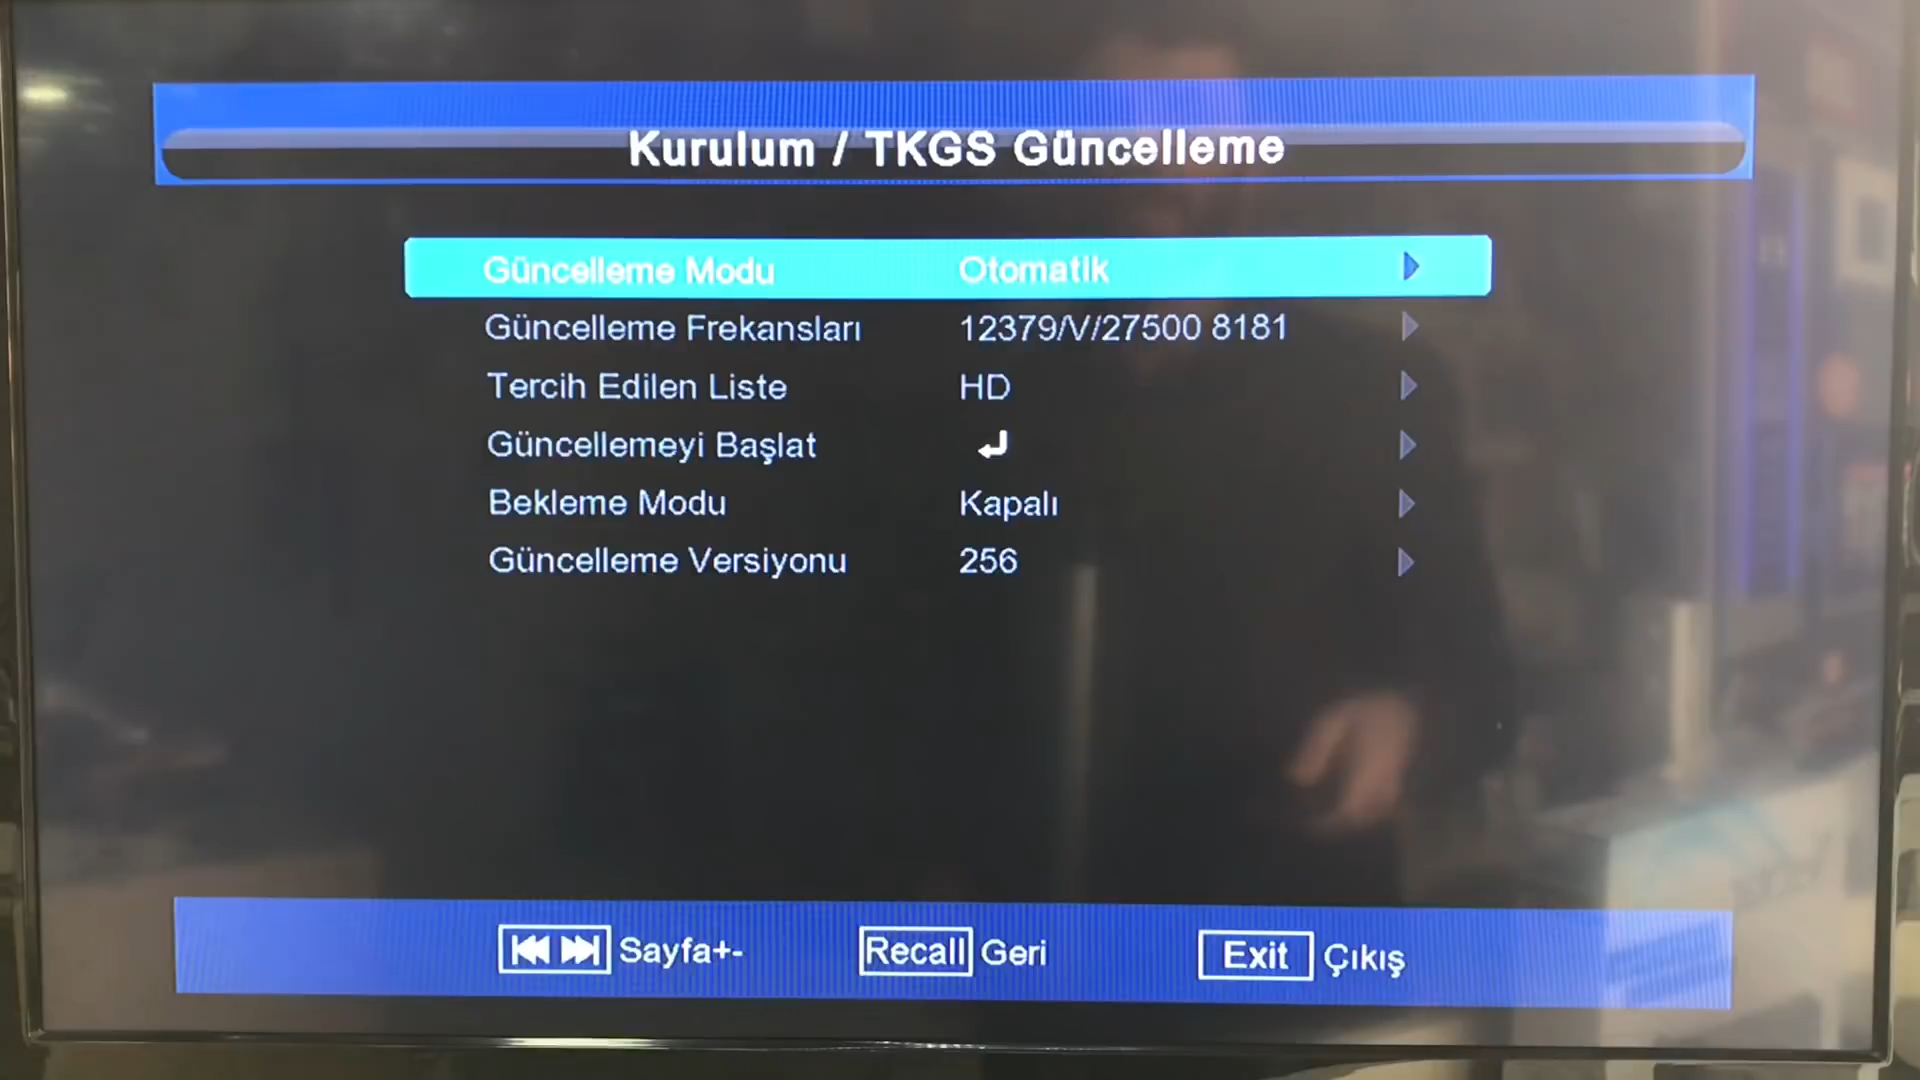 Kurulum / TKGS Güncelleme
Güncelleme Modu Otomatik
Güncelleme Frekansları 12379/V/27500 8181
Tercih Edilen Liste HD
Güncellemeyi Başlat
Bekleme Modu Kapalı
Güncelleme Versiyonu 256
Sayfa+- Recall Geri Exit Çıkış